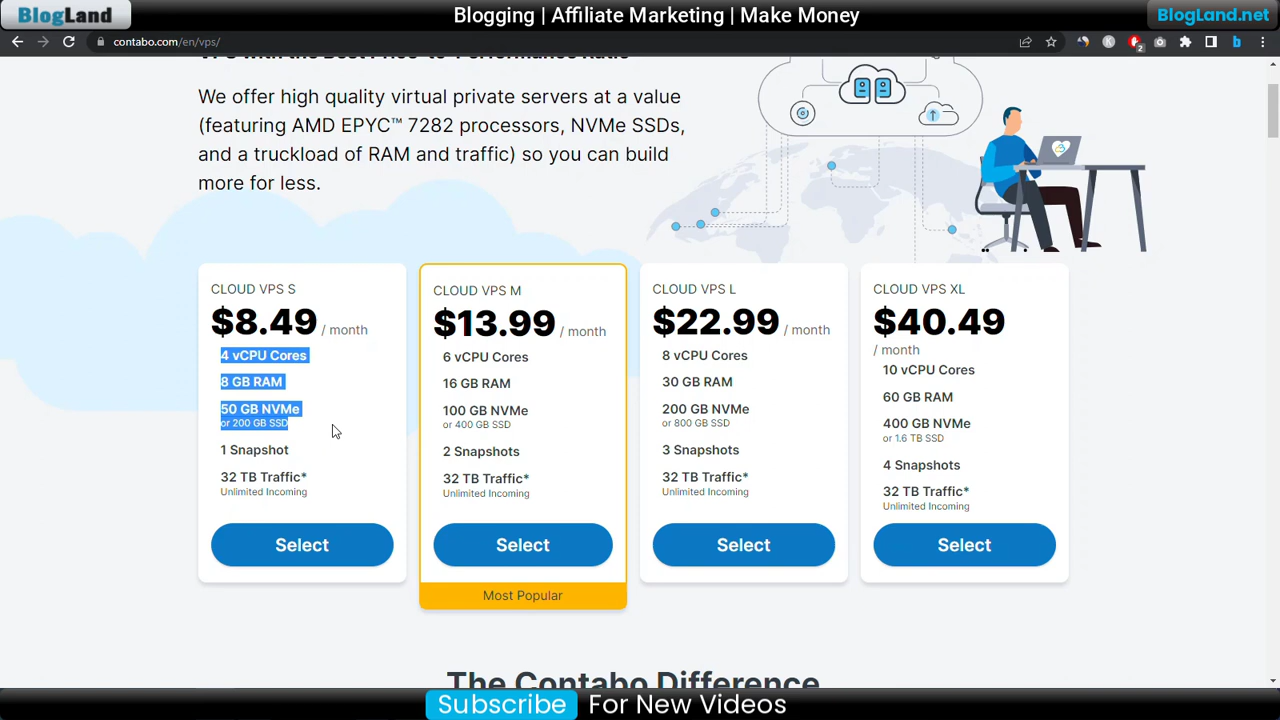 BlogLand
Blogging | Affiliate Marketing | Make Money
BlogLand.net
contabo.com/en/vps/
2
b
We offer high quality virtual private servers at a value
(featuring AMD EPYC™ 7282 processors, NVMe SSDs,
and a truckload of RAM and traffic) so you can build
more for less.
CLOUD VPS S
$8.49 / month
4 vCPU Cores
8 GB RAM
50 GB NVMe
or 200 GB SSD
1 Snapshot
32 TB Traffic*
Unlimited Incoming
Select
CLOUD VPS M
$13.99 / month
6 vCPU Cores
16 GB RAM
100 GB NVMe
or 400 GB SSD
2 Snapshots
32 TB Traffic*
Unlimited Incoming
Select
Most Popular
CLOUD VPS L
$22.99 / month
8 vCPU Cores
30 GB RAM
200 GB NVMe
or 800 GB SSD
3 Snapshots
32 TB Traffic*
Unlimited Incoming
Select
CLOUD VPS XL
$40.49
/ month
10 vCPU Cores
60 GB RAM
400 GB NVMe
or 1.6 TB SSD
4 Snapshots
32 TB Traffic*
Unlimited Incoming
Select
The Contabo Difference
Subscribe For New Videos